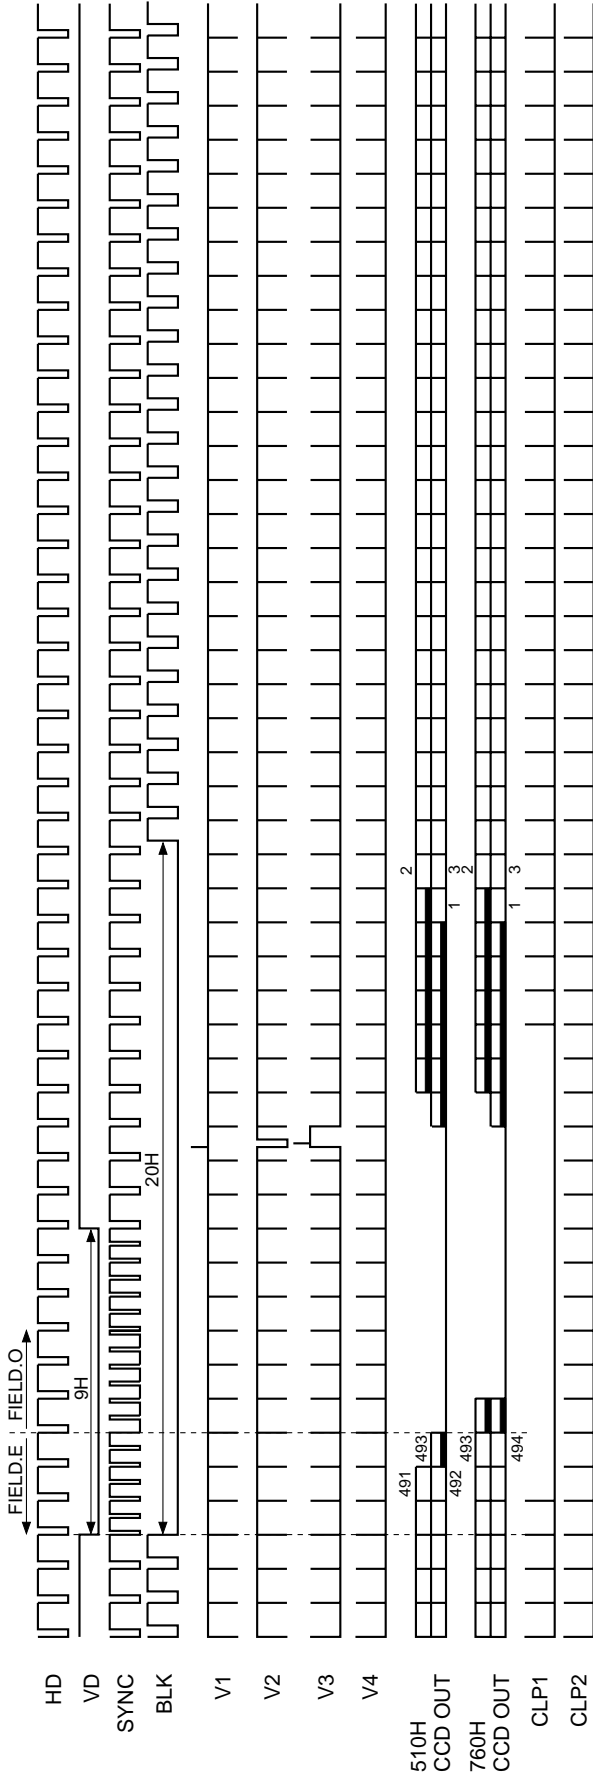 FIELD.E
FIELD.O
HD
VD
9H
SYNC
BLK
20H
V1
V2
V3
V4
510H
CCD OUT
491
493
492
2
1
3
760H
CCD OUT
493
494
2
1
3
CLP1
CLP2